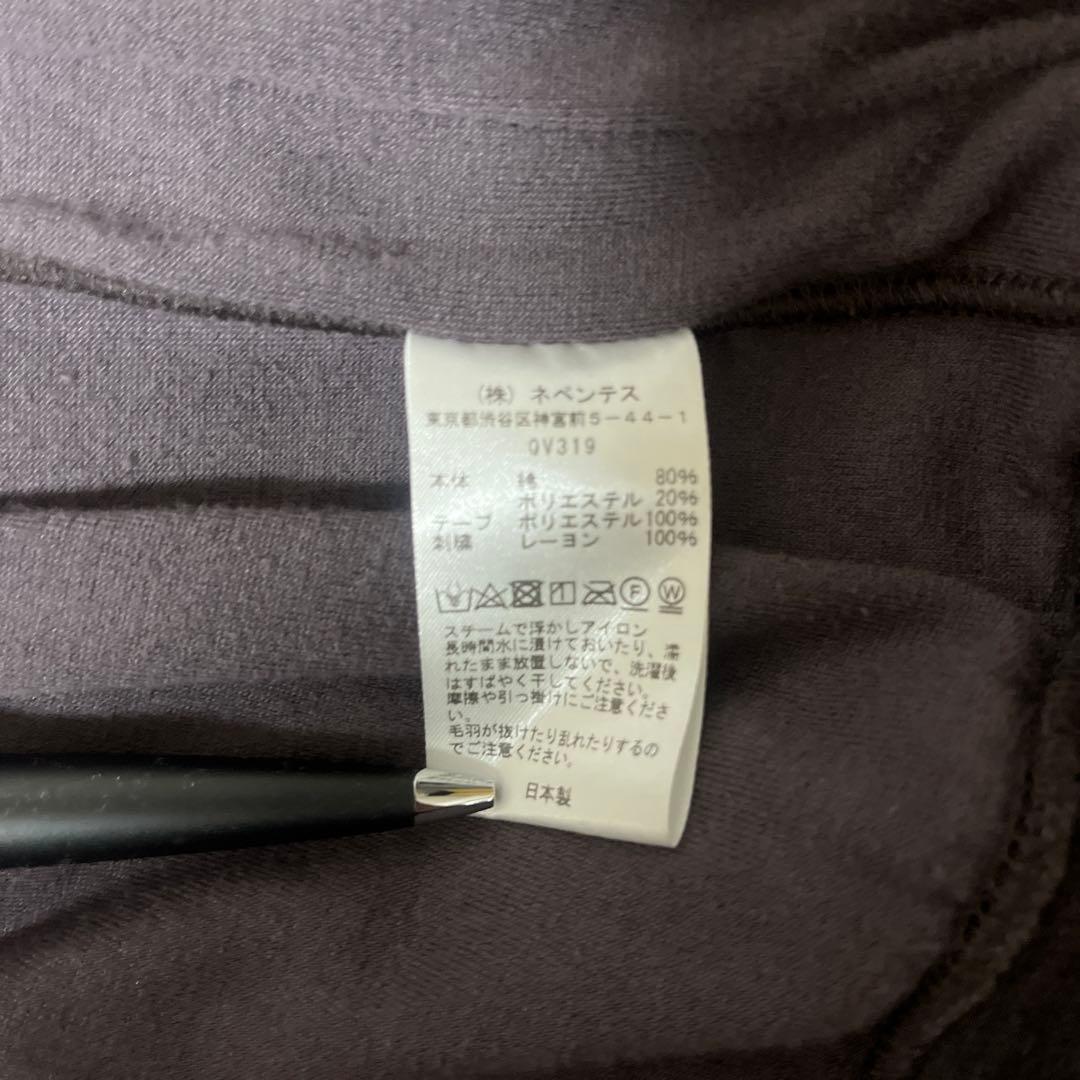 (株) ネペンテス
東京都渋谷区神宮前5-44-1
QV319
本体 綿 80%
ポリエステル 20%
テープ ポリエステル 100%
刺繍 レーヨン 100%
F W
スチームで浮かしアイロン
長時間水に漬けておいたり、濡
れたまま放置しないで、洗濯後
はすばやく干してください。
摩擦や引っ掛けにご注意くださ
い。
毛羽が抜けたり乱れたりするの
でご注意ください。
日本製